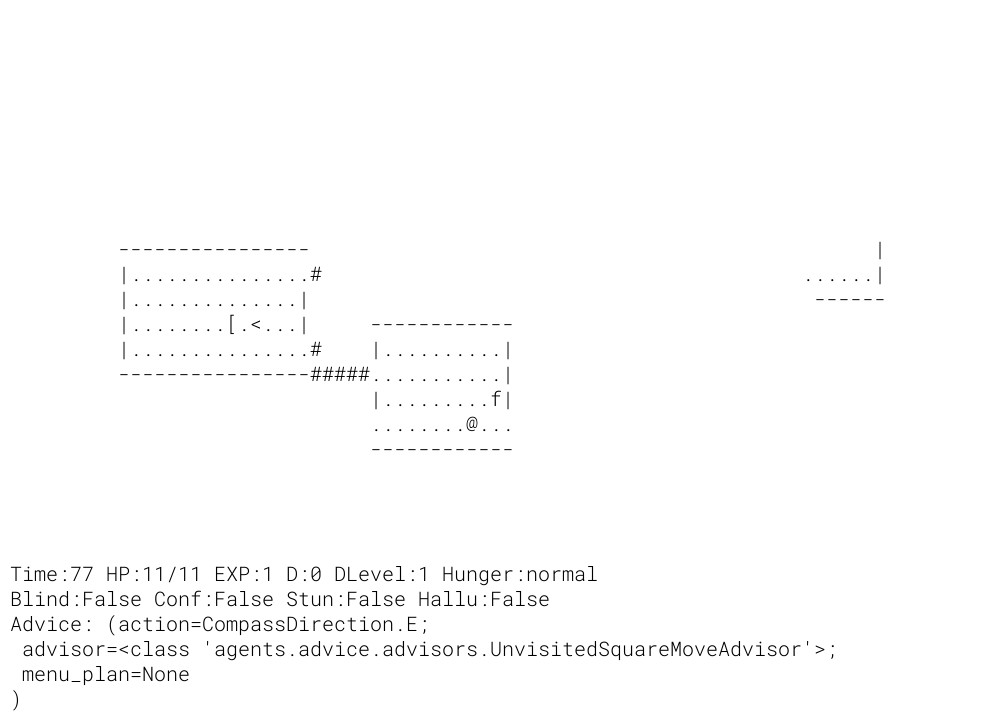 ----------------                                                         |
|...............#                                                 ......|
|..............|                                                   ------
|........[.<...|      ------------
|...............#     |..........|
----------------#####...........|
|.........f|
........@...
------------
Time:77 HP:11/11 EXP:1 D:0 DLevel:1 Hunger:normal
Blind:False Conf:False Stun:False Hallu:False
Advice: (action=CompassDirection.E;
 advisor=<class 'agents.advice.advisors.UnvisitedSquareMoveAdvisor'>;
 menu_plan=None
)